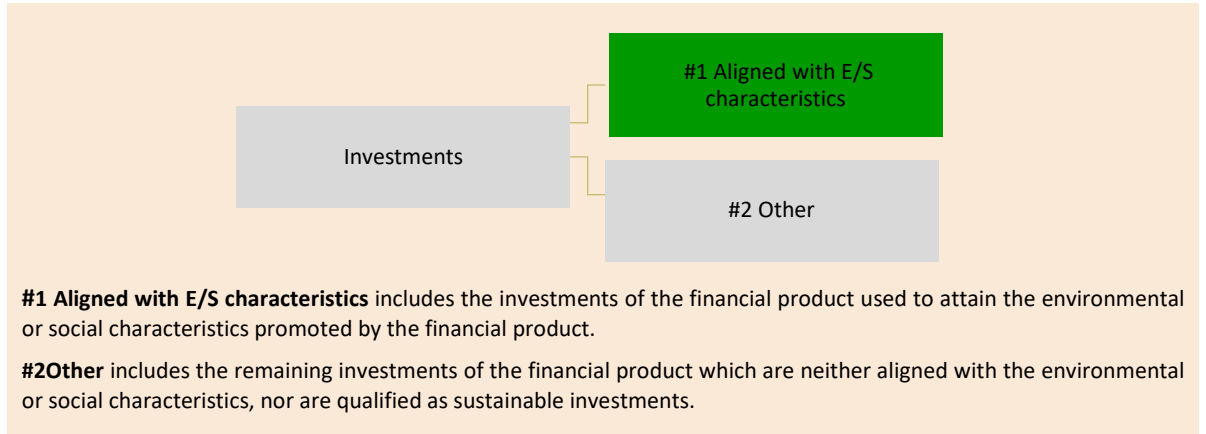 #1 Aligned with E/S
characteristics
Investments
#2 Other
#1 Aligned with E/S characteristics includes the investments of the financial product used to attain the environmental
or social characteristics promoted by the financial product.
#2Other includes the remaining investments of the financial product which are neither aligned with the environmental
or social characteristics, nor are qualified as sustainable investments.